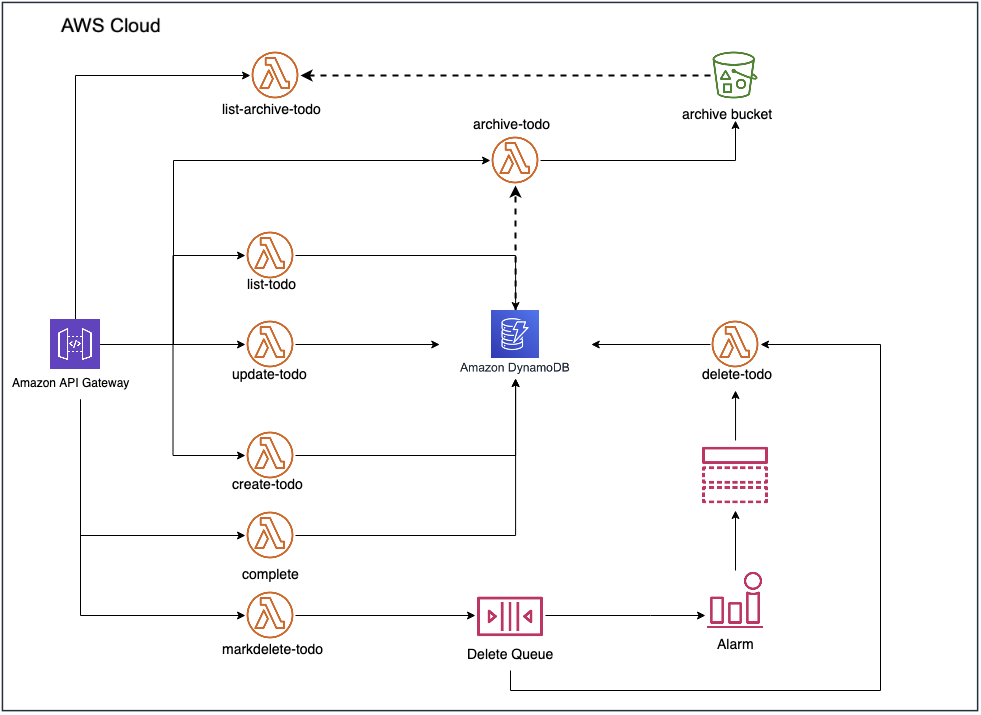 AWS Cloud
list-archive-todo
archive bucket
archive-todo
list-todo
Amazon API Gateway
update-todo
Amazon DynamoDB
delete-todo
create-todo
complete
markdelete-todo
Delete Queue
Alarm